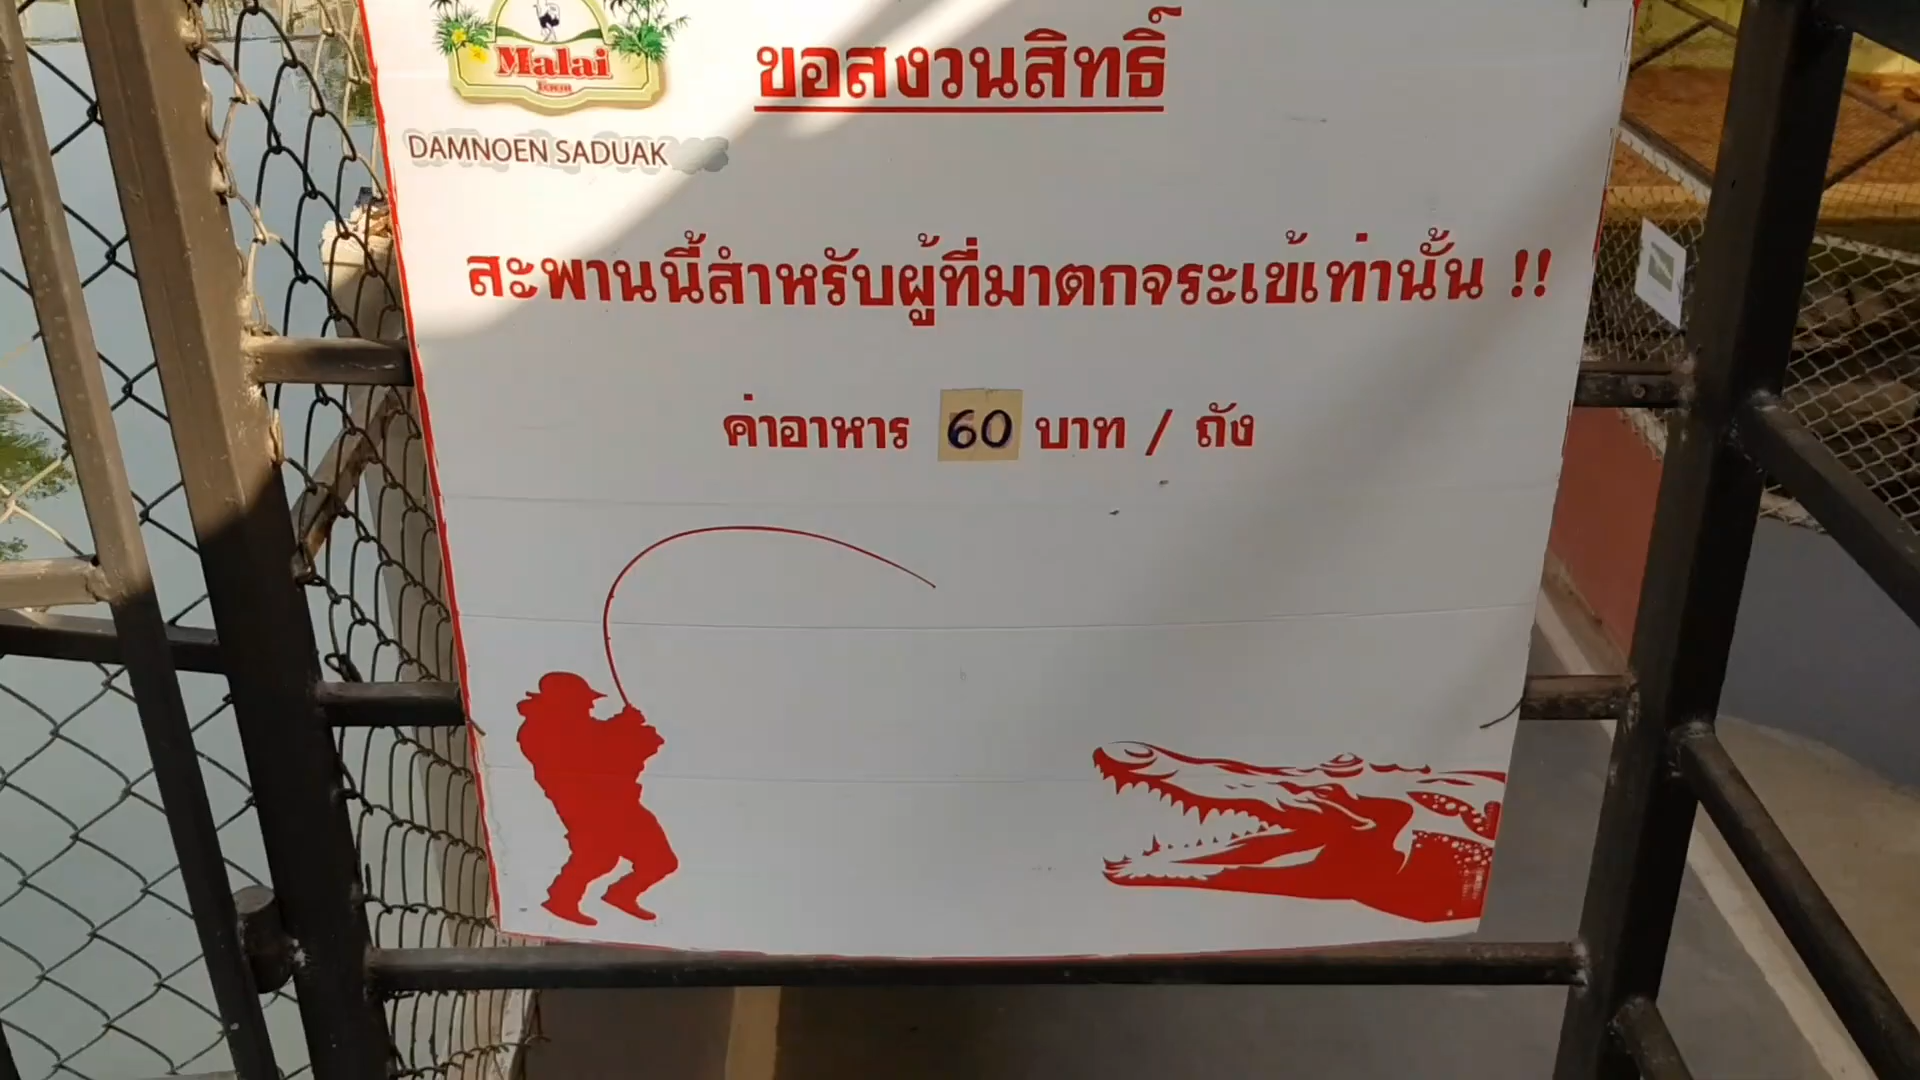 Malai
Farm
ขอสงวนสิทธิ์
DAMNOEN SADUAK
สะพานนี้สำหรับผู้ที่มาตกจระเข้เท่านั้น !!
ค่าอาหาร 60 บาท / ถัง